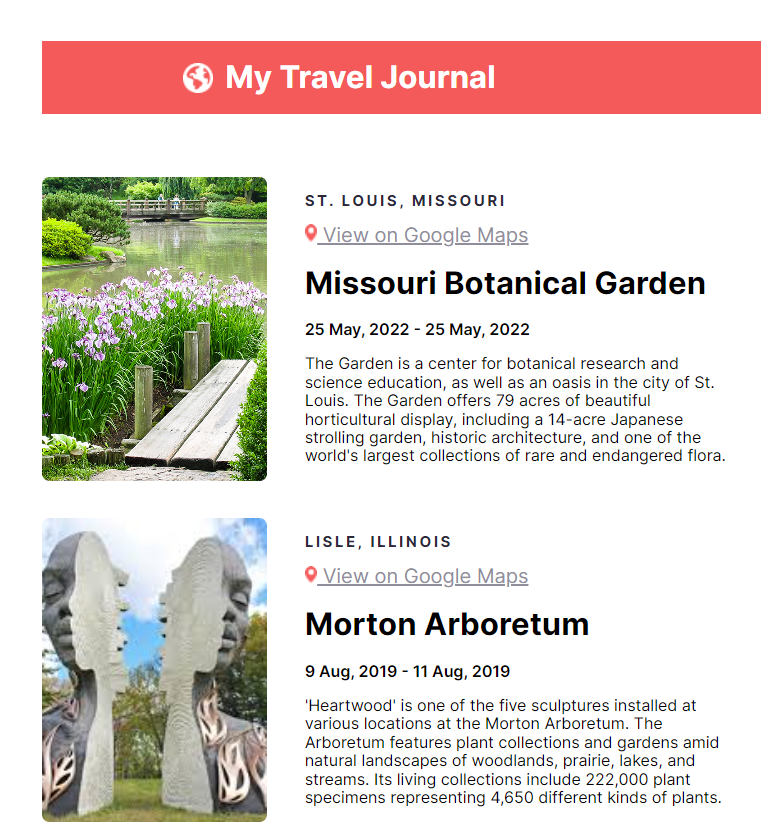 My Travel Journal
ST. LOUIS, MISSOURI
View on Google Maps
Missouri Botanical Garden
25 May, 2022 - 25 May, 2022
The Garden is a center for botanical research and
science education, as well as an oasis in the city of St.
Louis. The Garden offers 79 acres of beautiful
horticultural display, including a 14-acre Japanese
strolling garden, historic architecture, and one of the
world's largest collections of rare and endangered flora.
LISLE, ILLINOIS
View on Google Maps
Morton Arboretum
9 Aug, 2019 - 11 Aug, 2019
'Heartwood' is one of the five sculptures installed at
various locations at the Morton Arboretum. The
Arboretum features plant collections and gardens amid
natural landscapes of woodlands, prairie, lakes, and
streams. Its living collections include 222,000 plant
specimens representing 4,650 different kinds of plants.